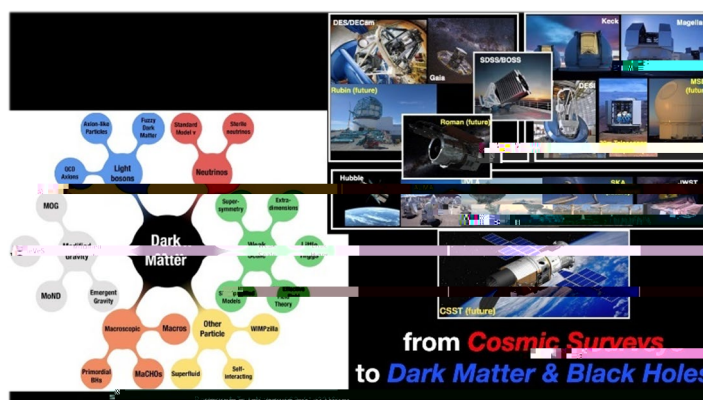 DES/DECam
Gaia
SDSS/BOSS
Keck
Rubin (future)
DESI
Roman (future)
Hubble
SKA
JWST
CSST (future)
Axion-like
Particles
Fuzzy
Dark
Matter
Standard
Model ν
Sterile
neutrinos
QCD
Axions
Light
bosons
Neutrinos
MOG
Super-
symmetry
Extra-
dimensions
Dark
Matter
Gravity
Weak
Little
MoND
Emergent
Gravity
Models
Theory
Macroscopic
Macros
Other
Particle
WIMPzilla
Primordial
BHs
MaCHOs
Superfluid
Self-
interacting
from Cosmic Surveys
to Dark Matter & Black Holes